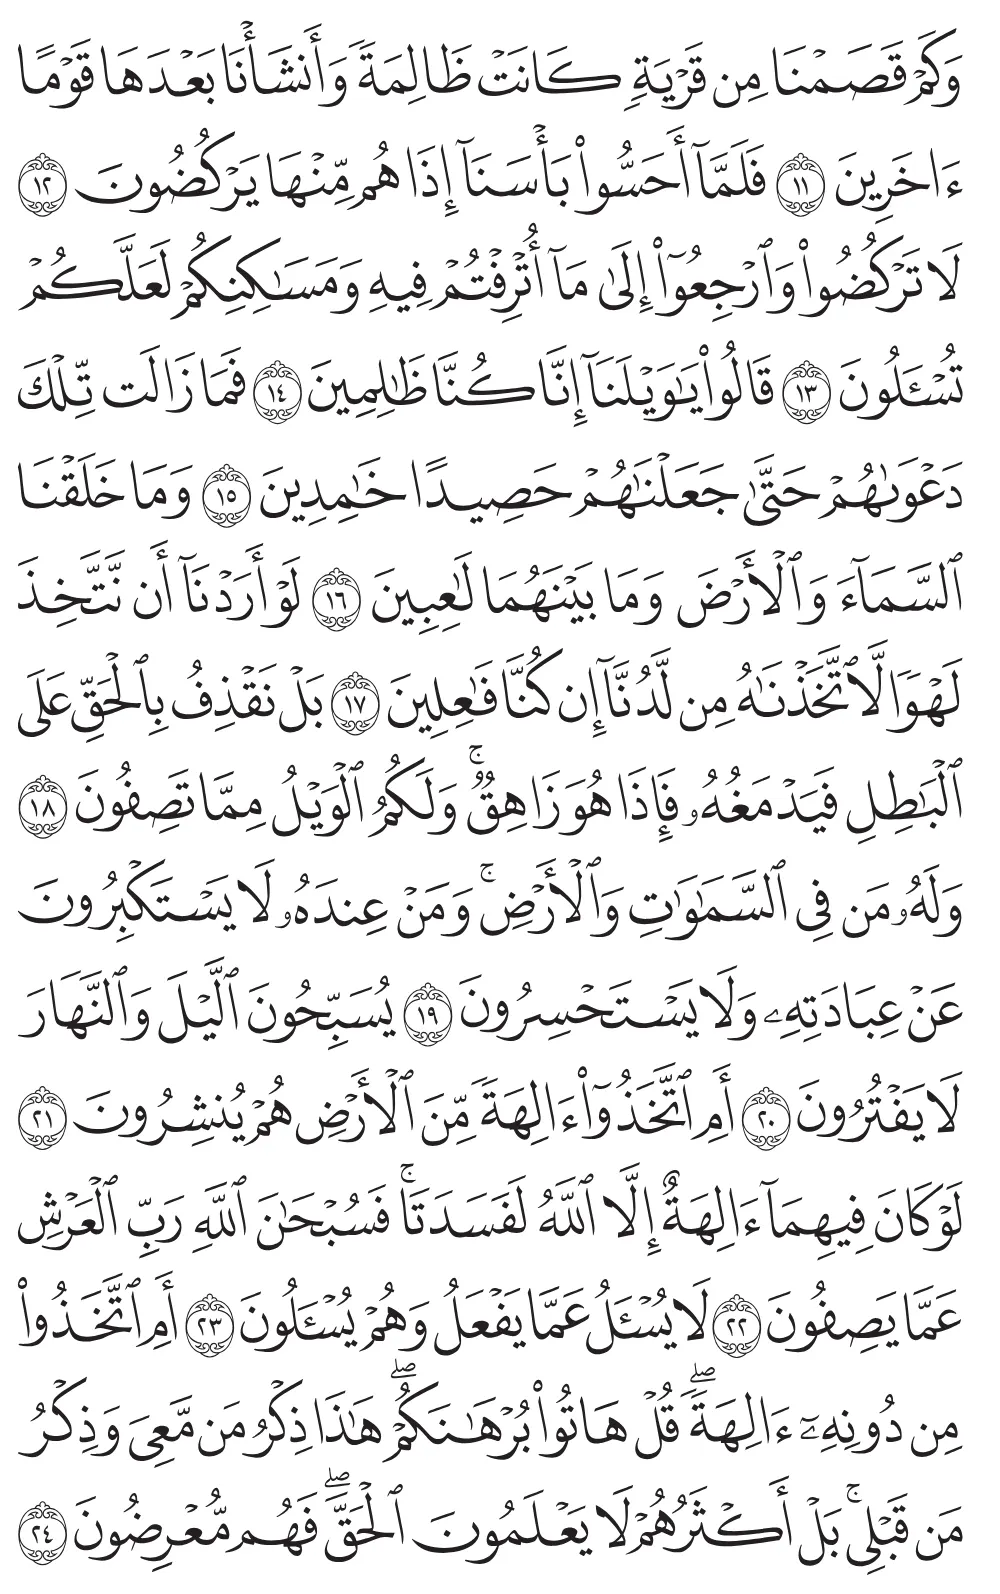 وَكَمۡ قَصَمۡنَا مِن قَرۡيَةٖ كَانَتۡ ظَالِمَةٗ وَأَنشَأۡنَا بَعۡدَهَا قَوۡمًا
ءَاخَرِينَ ١١ فَلَمَّآ أَحَسُّواْ بَأۡسَنَآ إِذَا هُم مِّنۡهَا يَرۡكُضُونَ ١٢
لَا تَرۡكُضُواْ وَٱرۡجِعُوٓاْ إِلَىٰ مَآ أُتۡرِفۡتُمۡ فِيهِ وَمَسَٰكِنِكُمۡ لَعَلَّكُمۡ
تُسۡـَٔلُونَ ١٣ قَالُواْ يَٰوَيۡلَنَآ إِنَّا كُنَّا ظَٰلِمِينَ ١٤ فَمَا زَالَت تِّلۡكَ
دَعۡوَىٰهُمۡ حَتَّىٰ جَعَلۡنَٰهُمۡ حَصِيدًا خَٰمِدِينَ ١٥ وَمَا خَلَقۡنَا
ٱلسَّمَآءَ وَٱلۡأَرۡضَ وَمَا بَيۡنَهُمَا لَٰعِبِينَ ١٦ لَوۡ أَرَدۡنَآ أَن نَّتَّخِذَ
لَهۡوٗا لَّٱتَّخَذۡنَٰهُ مِن لَّدُنَّآ إِن كُنَّا فَٰعِلِينَ ١٧ بَلۡ نَقۡذِفُ بِٱلۡحَقِّ عَلَى
ٱلۡبَٰطِلِ فَيَدۡمَغُهُۥ فَإِذَا هُوَ زَاهِقٞۚ وَلَكُمُ ٱلۡوَيۡلُ مِمَّا تَصِفُونَ ١٨
وَلَهُۥ مَن فِي ٱلسَّمَٰوَٰتِ وَٱلۡأَرۡضِۚ وَمَنۡ عِندَهُۥ لَا يَسۡتَكۡبِرُونَ
عَنۡ عِبَادَتِهِۦ وَلَا يَسۡتَحۡسِرُونَ ١٩ يُسَبِّحُونَ ٱلَّيۡلَ وَٱلنَّهَارَ
لَا يَفۡتُرُونَ ٢٠ أَمِ ٱتَّخَذُوٓاْ ءَالِهَةٗ مِّنَ ٱلۡأَرۡضِ هُمۡ يُنشِرُونَ ٢١
لَوۡ كَانَ فِيهِمَآ ءَالِهَةٌ إِلَّا ٱللَّهُ لَفَسَدَتَاۚ فَسُبۡحَٰنَ ٱللَّهِ رَبِّ ٱلۡعَرۡشِ
عَمَّا يَصِفُونَ ٢٢ لَا يُسۡـَٔلُ عَمَّا يَفۡعَلُ وَهُمۡ يُسۡـَٔلُونَ ٢٣ أَمِ ٱتَّخَذُواْ
مِن دُونِهِۦٓ ءَالِهَةٗۖ قُلۡ هَاتُواْ بُرۡهَٰنَكُمۡۖ هَٰذَا ذِكۡرُ مَن مَّعِيَ وَذِكۡرُ
مَن قَبۡلِيۚ بَلۡ أَكۡثَرُهُمۡ لَا يَعۡلَمُونَ ٱلۡحَقَّۖ فَهُم مُّعۡرِضُونَ ٢٤